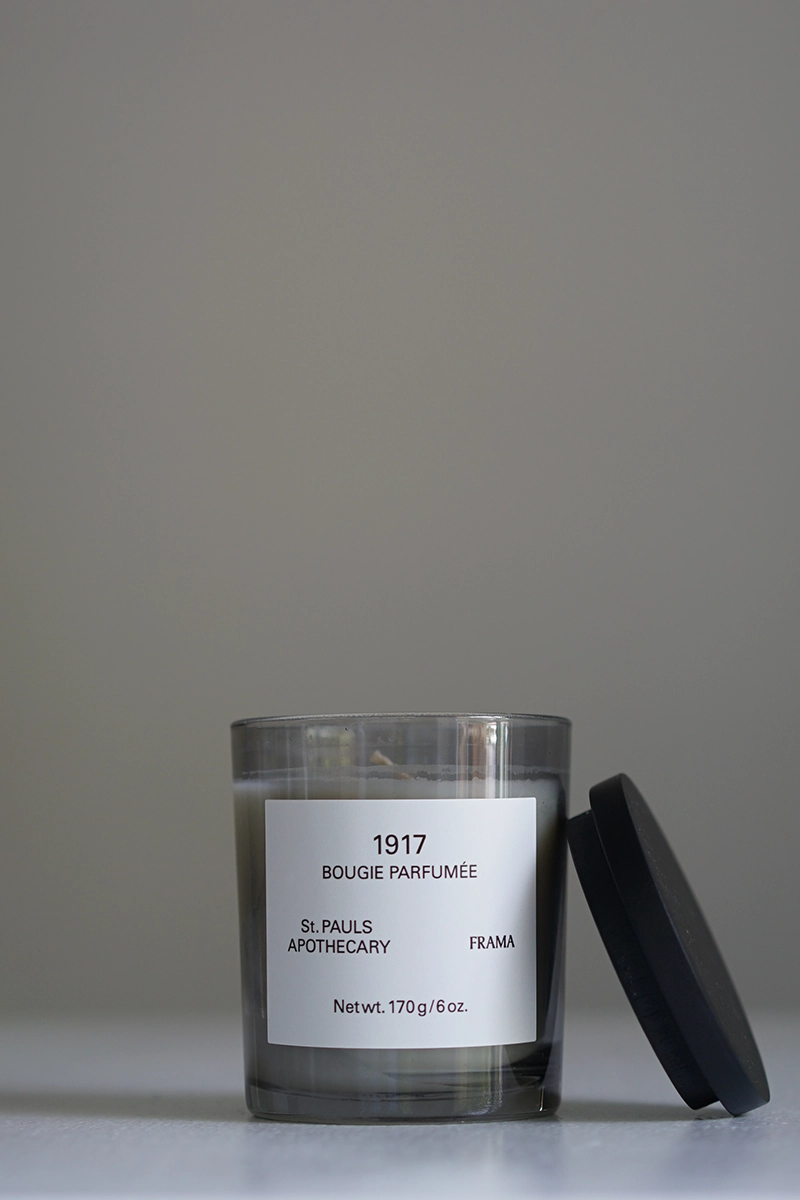 1917
BOUGIE PARFUMÉE
St. PAULS
APOTHECARY
FRAMA
Net wt. 170 g / 6 oz.